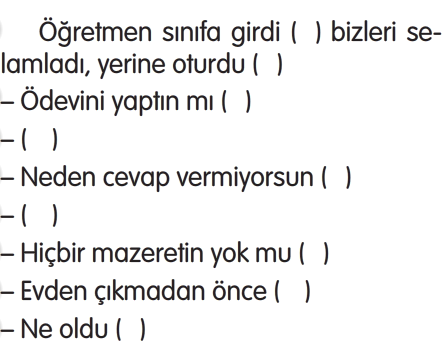 Öğretmen sınıfa girdi (  ) bizleri se-
lamladı, yerine oturdu (  )
– Ödevini yaptın mı (  )
– (  )
– Neden cevap vermiyorsun (  )
– (  )
– Hiçbir mazeretin yok mu (  )
– Evden çıkmadan önce (  )
– Ne oldu (  )